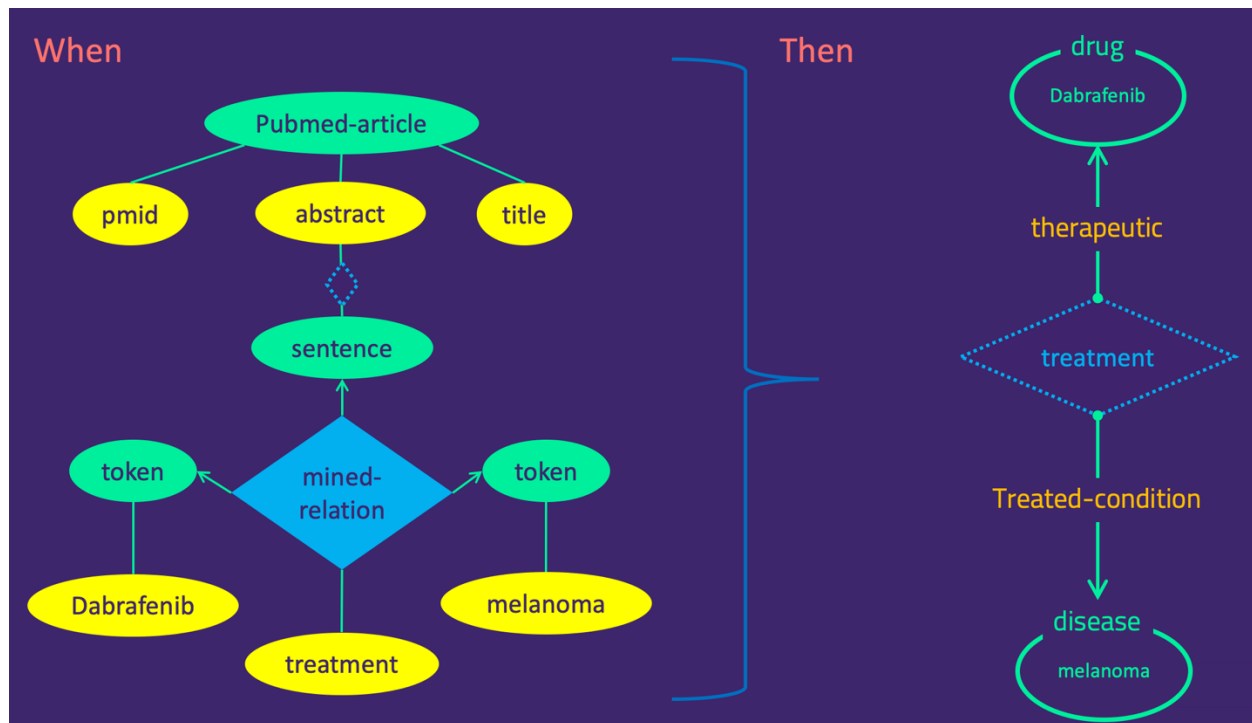 When
Pubmed-article
pmid
abstract
title
sentence
token
mined-
relation
token
Dabrafenib
melanoma
treatment
Then
drug
Dabrafenib
therapeutic
treatment
Treated-condition
disease
melanoma